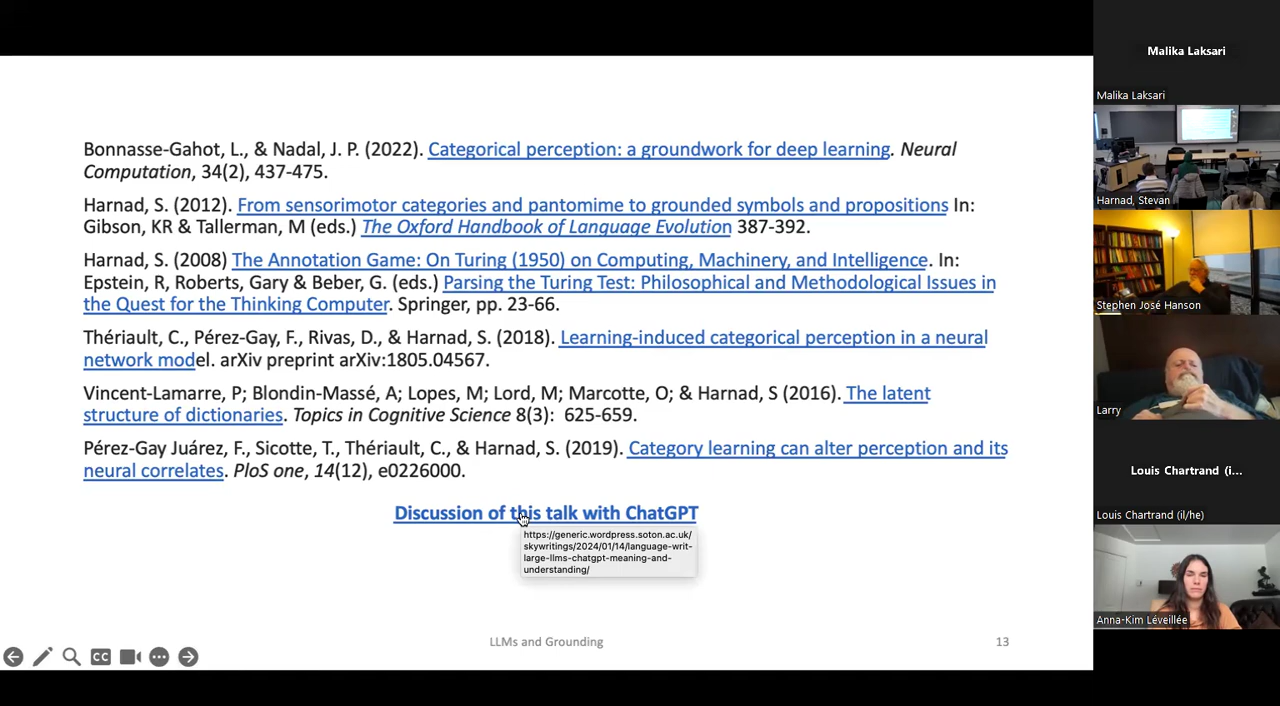 Bonnasse-Gahot, L., & Nadal, J. P. (2022). Categorical perception: a groundwork for deep learning. Neural
Computation, 34(2), 437-475.
Harnad, S. (2012). From sensorimotor categories and pantomime to grounded symbols and propositions In:
Gibson, KR & Tallerman, M (eds.) The Oxford Handbook of Language Evolution 387-392.
Harnad, S. (2008) The Annotation Game: On Turing (1950) on Computing, Machinery, and Intelligence. In:
Epstein, R, Roberts, Gary & Beber, G. (eds.) Parsing the Turing Test: Philosophical and Methodological Issues in
the Quest for the Thinking Computer. Springer, pp. 23-66.
Thériault, C., Pérez-Gay, F., Rivas, D., & Harnad, S. (2018). Learning-induced categorical perception in a neural
network model. arXiv preprint arXiv:1805.04567.
Vincent-Lamarre, P; Blondin-Massé, A; Lopes, M; Lord, M; Marcotte, O; & Harnad, S (2016). The latent
structure of dictionaries. Topics in Cognitive Science 8(3): 625-659.
Pérez-Gay Juárez, F., Sicotte, T., Thériault, C., & Harnad, S. (2019). Category learning can alter perception and its
neural correlates. PloS one, 14(12), e0226000.
Discussion of this talk with ChatGPT
https://generic.wordpress.soton.ac.uk/
skywritings/2024/01/14/language-writ-
large-llms-chatgpt-meaning-and-
understanding/
LLMs and Grounding
13
CC
Malika Laksari
Malika Laksari
Harnad, Stevan
Stephen José Hanson
Larry
Louis Chartrand (i...
Louis Chartrand (il/he)
Anna-Kim Léveillée